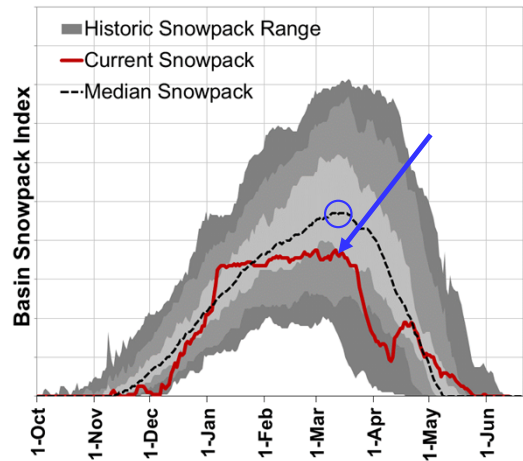 Historic Snowpack Range
Current Snowpack
Median Snowpack
Basin Snowpack Index
1-Oct
1-Nov
1-Dec
1-Jan
1-Feb
1-Mar
1-Apr
1-May
1-Jun